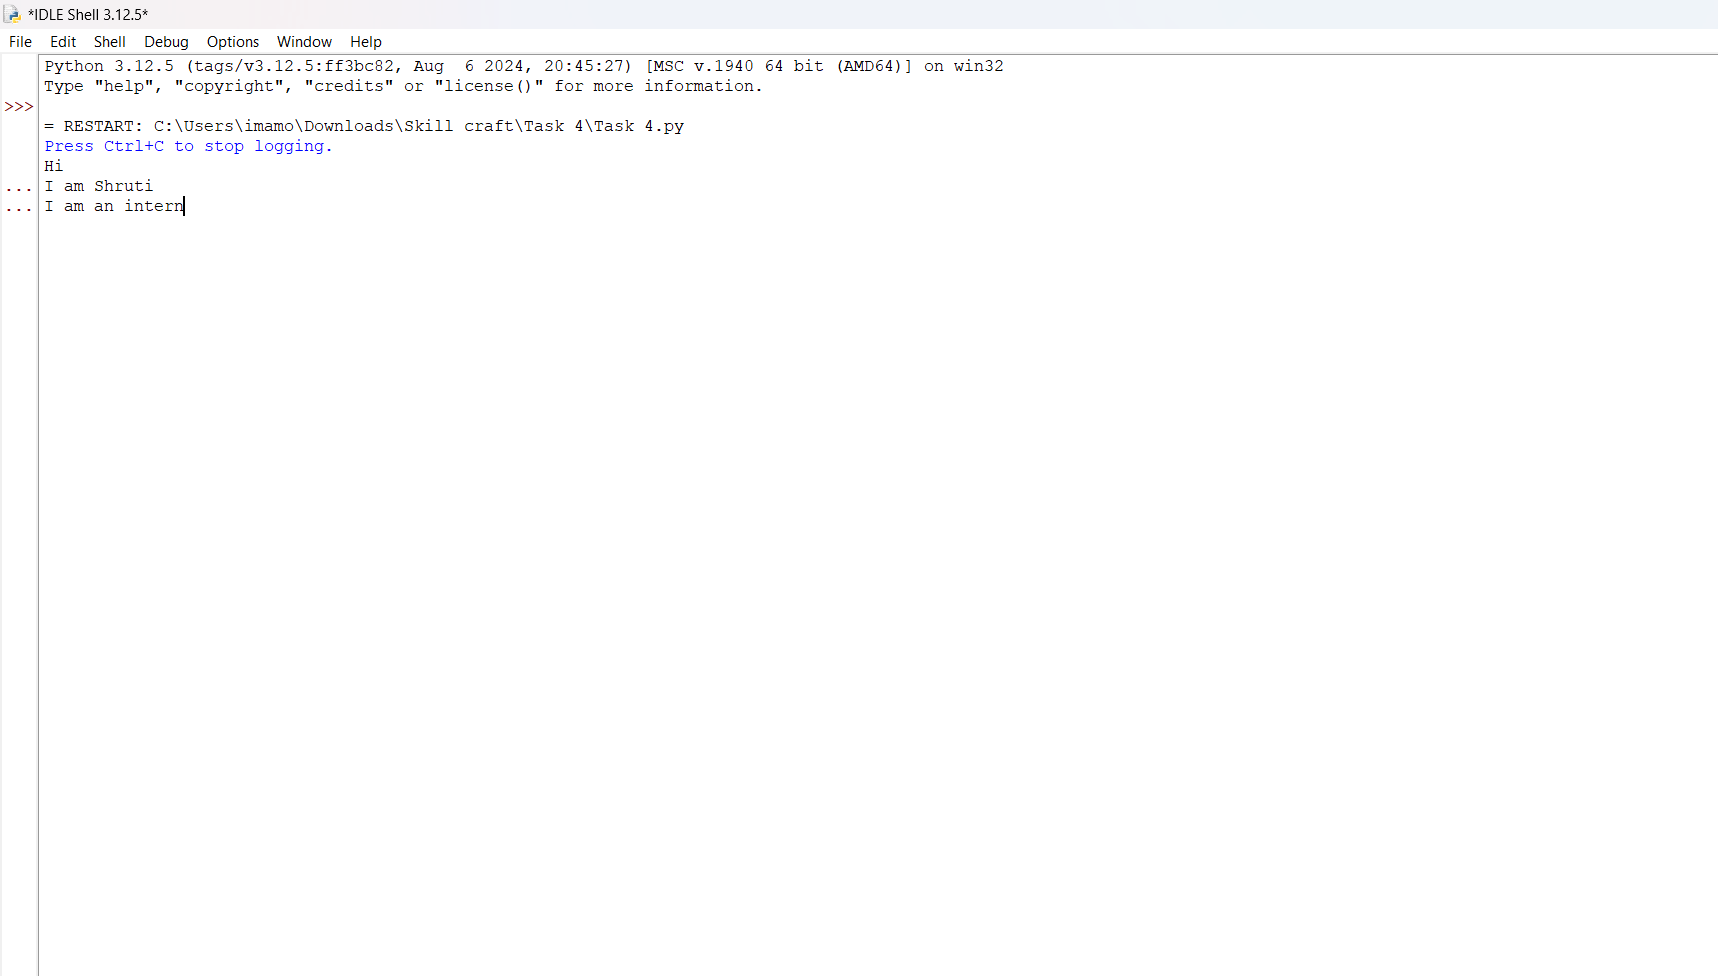 *IDLE Shell 3.12.5*
File Edit Shell Debug Options Window Help
Python 3.12.5 (tags/v3.12.5:ff3bc82, Aug  6 2024, 20:45:27) [MSC v.1940 64 bit (AMD64)] on win32
Type "help", "copyright", "credits" or "license()" for more information.
>>>
= RESTART: C:\Users\imamo\Downloads\Skill craft\Task 4\Task 4.py
Press Ctrl+C to stop logging.
Hi
... I am Shruti
... I am an intern